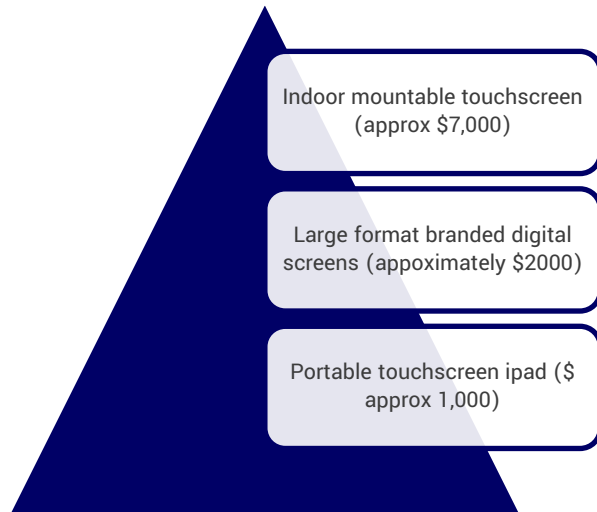 Indoor mountable touchscreen
(approx $7,000)
Large format branded digital
screens (appoximately $2000)
Portable touchscreen ipad ($
approx 1,000)